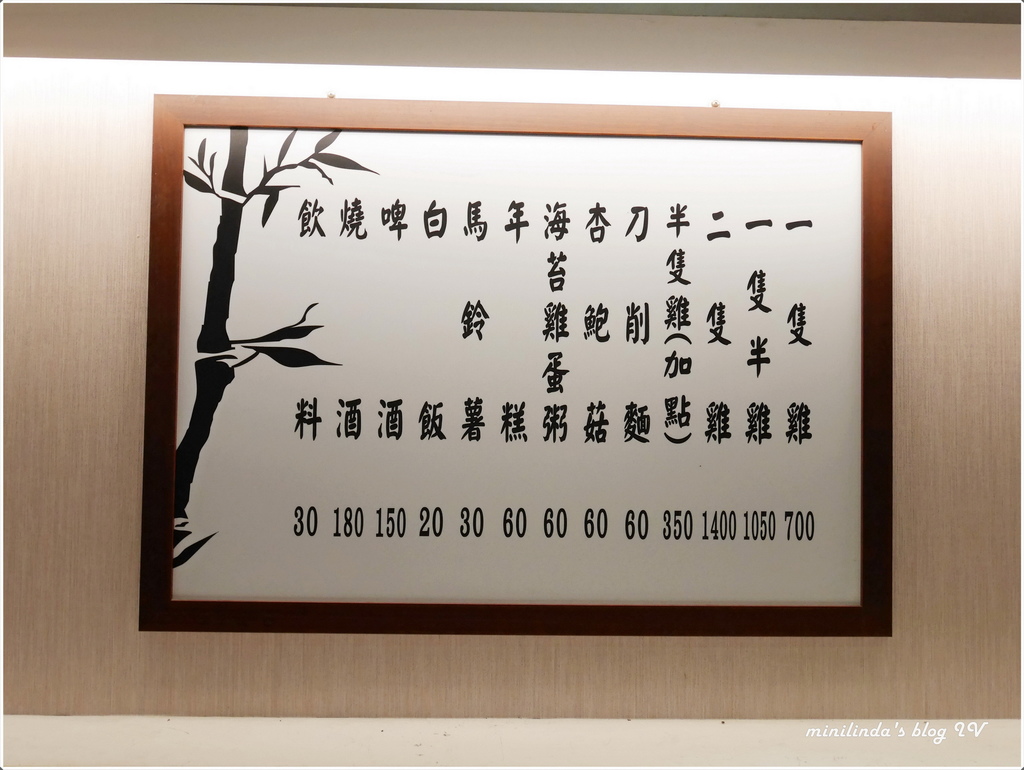 一隻雞 700
一隻半雞 1050
二隻雞 1400
半隻雞(加點) 350
刀削麵 60
杏鮑菇 60
海苔雞蛋粥 60
年糕 60
馬鈴薯 30
白飯 20
啤酒 150
燒酒 180
飲料 30
minilinda's blog IV